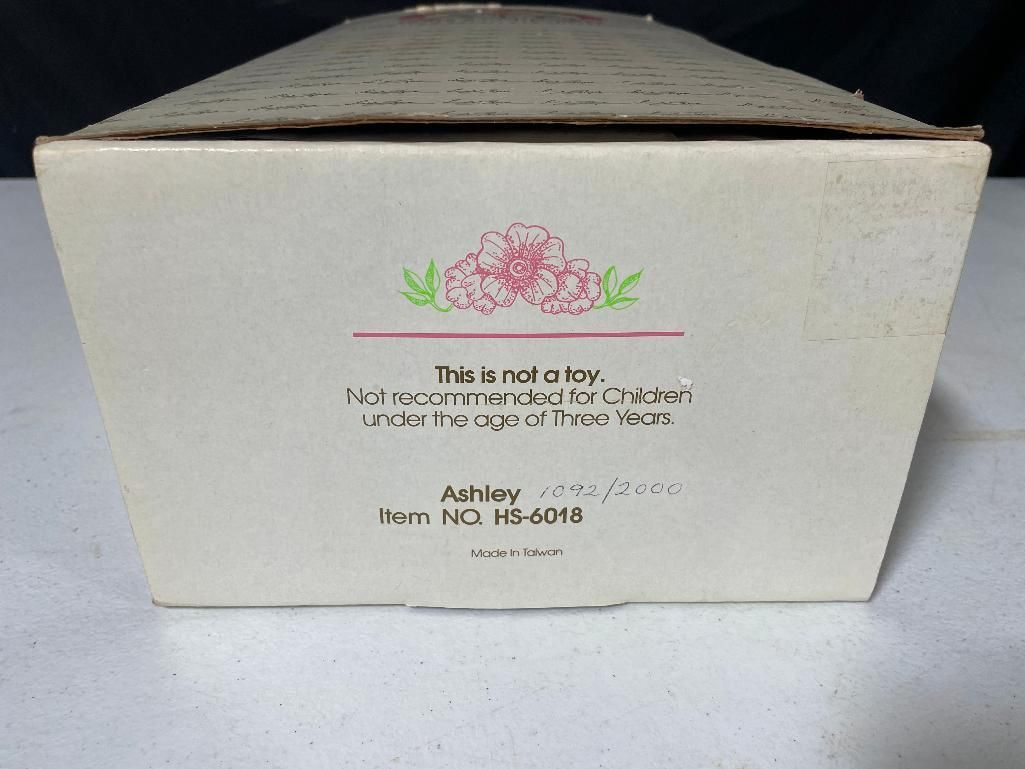 This is not a toy.
Not recommended for Children
under the age of Three Years.
Ashley 1092/2000
Item NO. HS-6018
Made In Taiwan